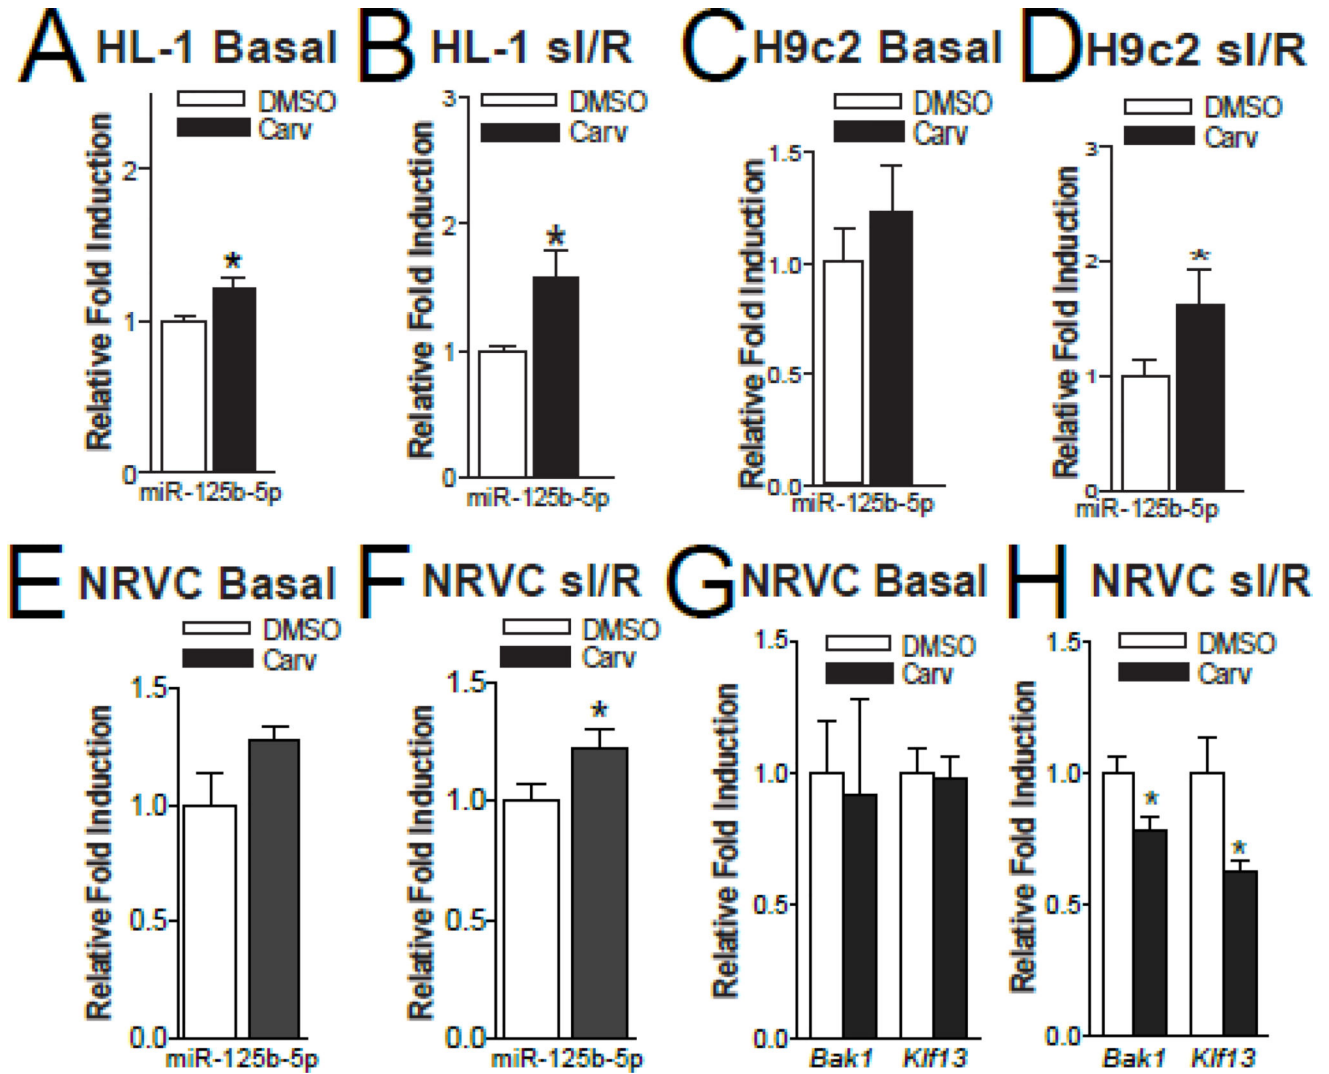 A HL-1 Basal
DMSO
Carv
Relative Fold Induction
2
1
0
miR-125b-5p
B HL-1 sI/R
DMSO
Carv
Relative Fold Induction
3
2
1
0
*
miR-125b-5p
*
C H9c2 Basal
DMSO
Carv
Relative Fold Induction
1.5
1.0
0.5
0.0
miR-125b-5p
D H9c2 sI/R
DMSO
Carv
Relative Fold Induction
3
2
1
0
*
miR-125b-5p
E NRVC Basal
DMSO
Carv
Relative Fold Induction
1.5
1.0
0.5
0.0
miR-125b-5p
F NRVC sI/R
DMSO
Carv
Relative Fold Induction
1.5
1.0
0.5
0.0
*
miR-125b-5p
G NRVC Basal
DMSO
Carv
Relative Fold Induction
1.5
1.0
0.5
0.0
Bak1 Klf13
H NRVC sI/R
DMSO
Carv
Relative Fold Induction
1.5
1.0
0.5
0.0
*
*
Bak1 Klf13